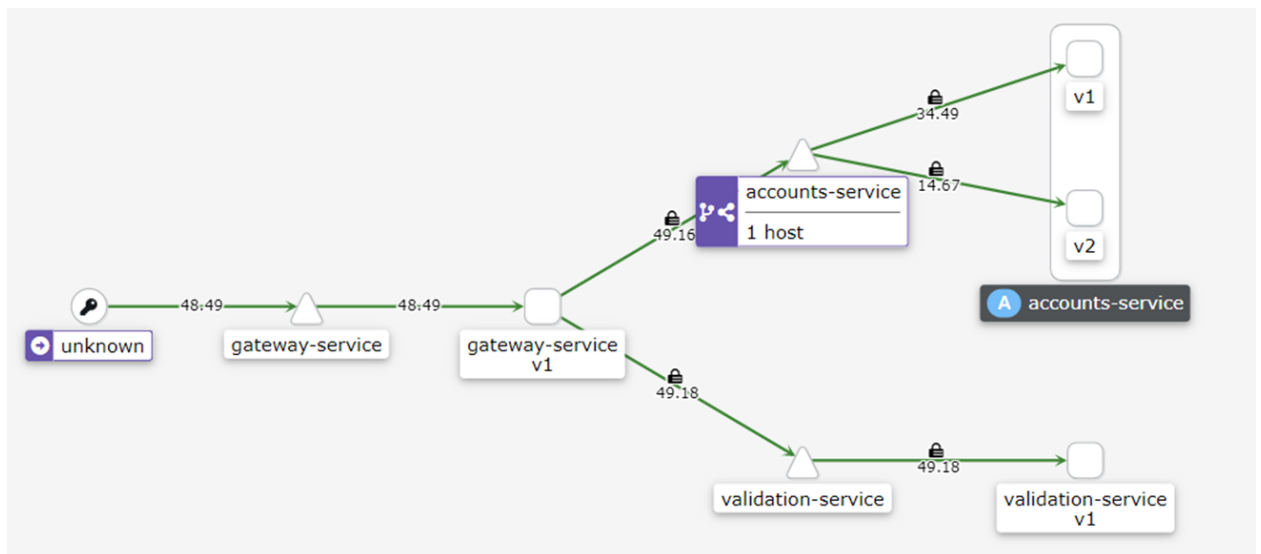 v1
34.49
14.67
accounts-service
1 host
49.16
v2
A accounts-service
48.49
48.49
unknown
gateway-service
gateway-service
v1
49.18
49.18
validation-service
validation-service
v1